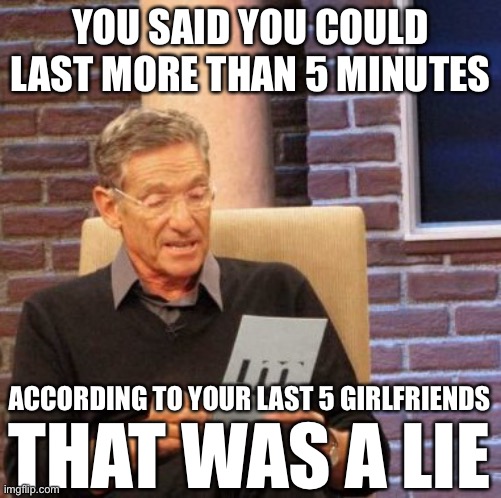 YOU SAID YOU COULD
LAST MORE THAN 5 MINUTES
ACCORDING TO YOUR LAST 5 GIRLFRIENDS
THAT WAS A LIE
imgflip.com